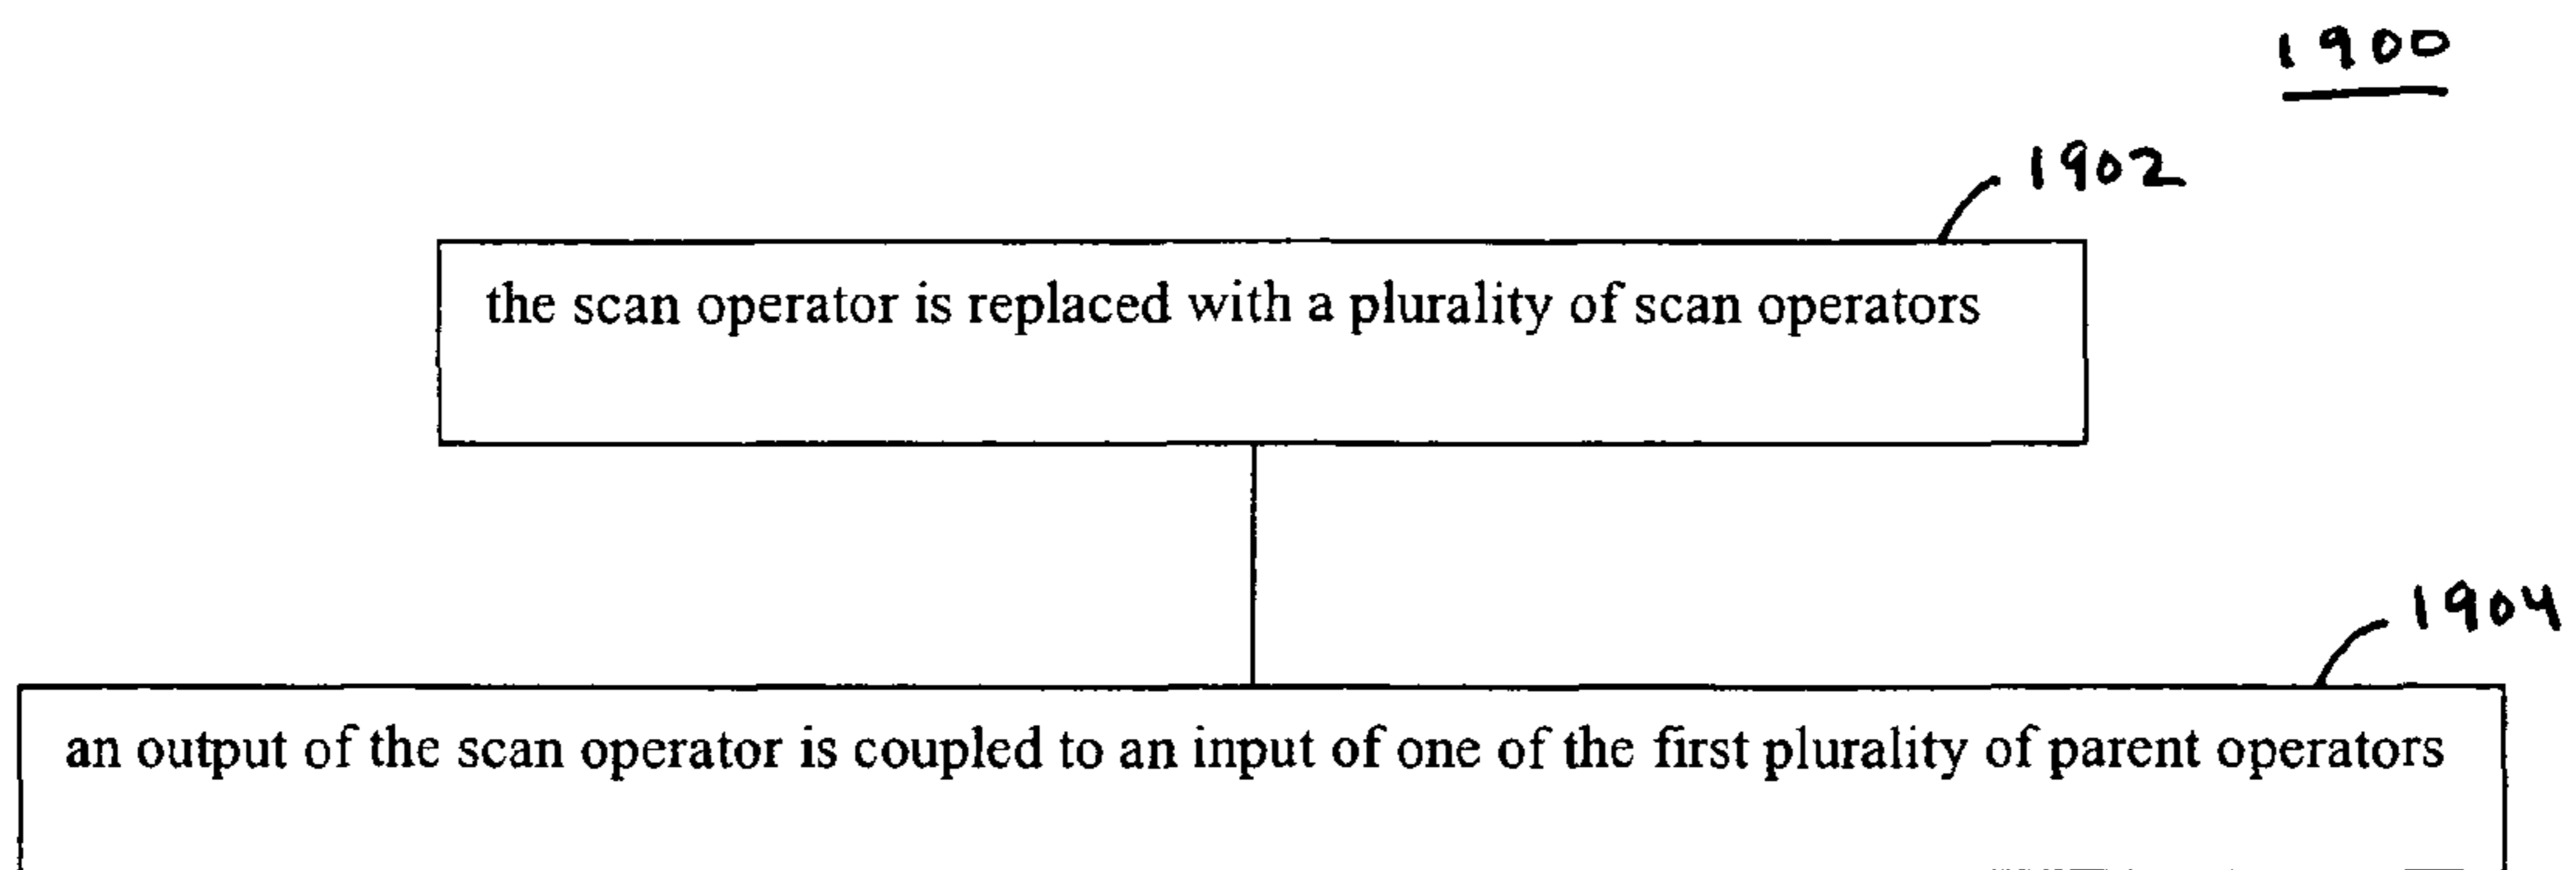 1900
1902
the scan operator is replaced with a plurality of scan operators
1904
an output of the scan operator is coupled to an input of one of the first plurality of parent operators